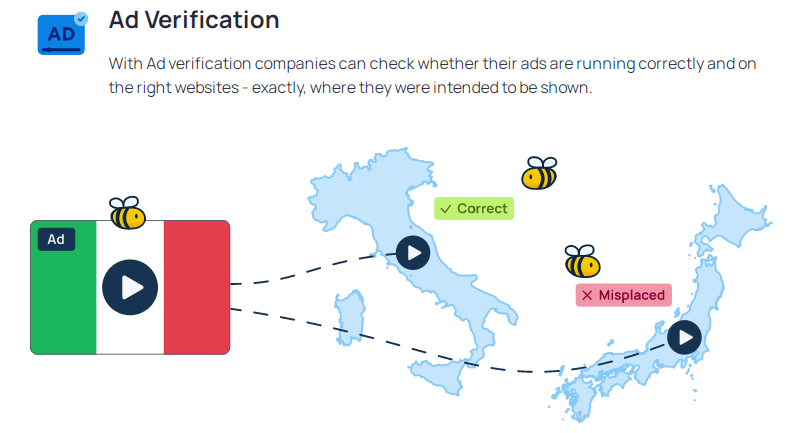 AD
Ad Verification
With Ad verification companies can check whether their ads are running correctly and on
the right websites - exactly, where they were intended to be shown.
Correct
Ad
Misplaced